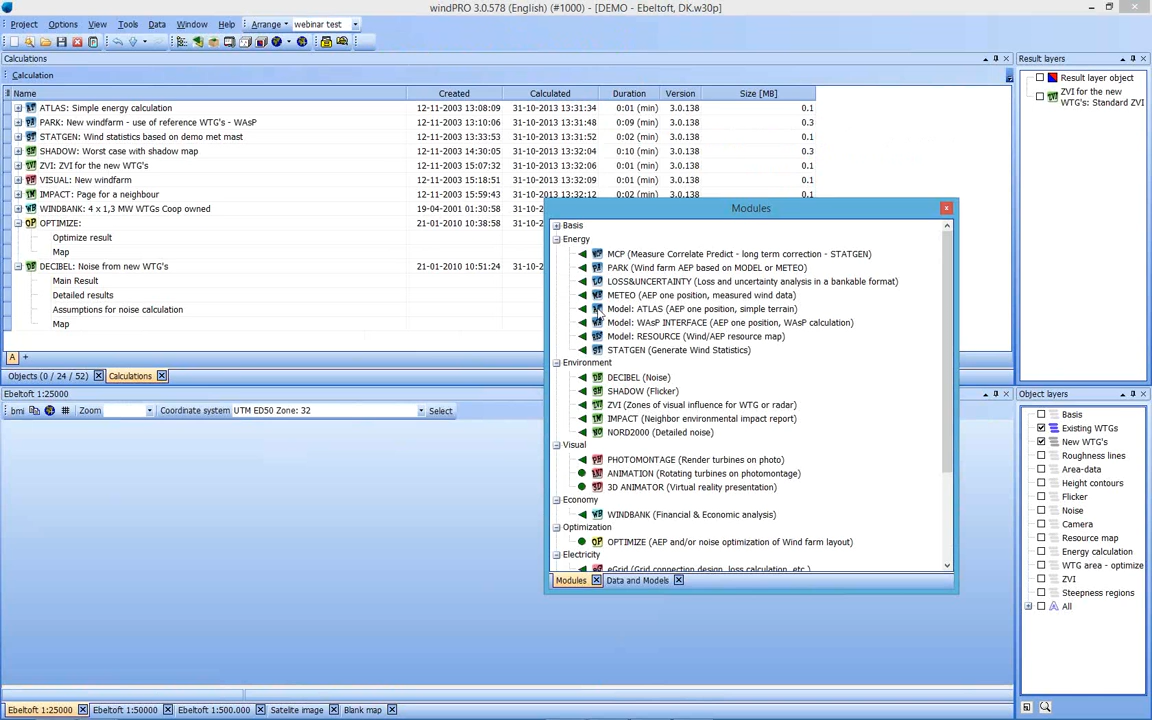 windPRO 3.0.578 (English) (#1000) - [DEMO - Ebeltoft, DK.w30p]
Project Options View Tools Data Window Help Arrange webinar test
Calculations
Result layers
Calculation
Name Created Calculated Duration Version Size [MB]
ATLAS: Simple energy calculation 12-11-2003 13:08:09 31-10-2013 13:31:34 0:01 (min) 3.0.138 0.1
PARK: New windfarm - use of reference WTG's - WAsP 12-11-2003 13:10:06 31-10-2013 13:31:48 0:09 (min) 3.0.138 0.3
STATGEN: Wind statistics based on demo met mast 12-11-2003 13:33:53 31-10-2013 13:31:52 0:02 (min) 3.0.138 0.1
SHADOW: Worst case with shadow map 12-11-2003 14:30:05 31-10-2013 13:32:04 0:10 (min) 3.0.138 0.3
ZVI: ZVI for the new WTG's 12-11-2003 15:07:32 31-10-2013 13:32:06 0:01 (min) 3.0.138 0.1
VISUAL: New windfarm 12-11-2003 15:18:51 31-10-2013 13:32:09 0:01 (min) 3.0.138 0.1
IMPACT: Page for a neighbour 12-11-2003 15:59:43 31-10-2013 13:32:12 0:02 (min) 3.0.138 0.1
WINDBANK: 4 x 1,3 MW WTGs Coop owned 19-04-2001 01:30:58
OPTIMIZE: 21-01-2010 10:38:58
Optimize result
Map
DECIBEL: Noise from new WTG's 21-01-2010 10:51:24
Main Result
Detailed results
Assumptions for noise calculation
Map
A +
Objects (0 / 24 / 52) Calculations
Result layer object
ZVI for the new
WTG's: Standard ZVI
Modules
Basis
Energy
MCP (Measure Correlate Predict - long term correction - STATGEN)
PARK (Wind farm AEP based on MODEL or METEO)
LOSS&UNCERTAINTY (Loss and uncertainty analysis in a bankable format)
METEO (AEP one position, measured wind data)
Model: ATLAS (AEP one position, simple terrain)
Model: WAsP INTERFACE (AEP one position, WAsP calculation)
Model: RESOURCE (Wind/AEP resource map)
STATGEN (Generate Wind Statistics)
Environment
DECIBEL (Noise)
SHADOW (Flicker)
ZVI (Zones of visual influence for WTG or radar)
IMPACT (Neighbor environmental impact report)
NORD2000 (Detailed noise)
Visual
PHOTOMONTAGE (Render turbines on photo)
ANIMATION (Rotating turbines on photomontage)
3D ANIMATOR (Virtual reality presentation)
Economy
WINDBANK (Financial & Economic analysis)
Optimization
OPTIMIZE (AEP and/or noise optimization of Wind farm layout)
Electricity
eGrid (Grid connection design, loss calculation, etc.)
Modules Data and Models
Ebeltoft 1:25000
bmi Zoom Coordinate system UTM ED50 Zone: 32 Select
Object layers
Basis
Existing WTGs
New WTG's
Roughness lines
Area-data
Height contours
Flicker
Noise
Camera
Resource map
Energy calculation
WTG area - optimize
ZVI
Steepness regions
All
Ebeltoft 1:25000 Ebeltoft 1:50000 Ebeltoft 1:500.000 Satelite image Blank map